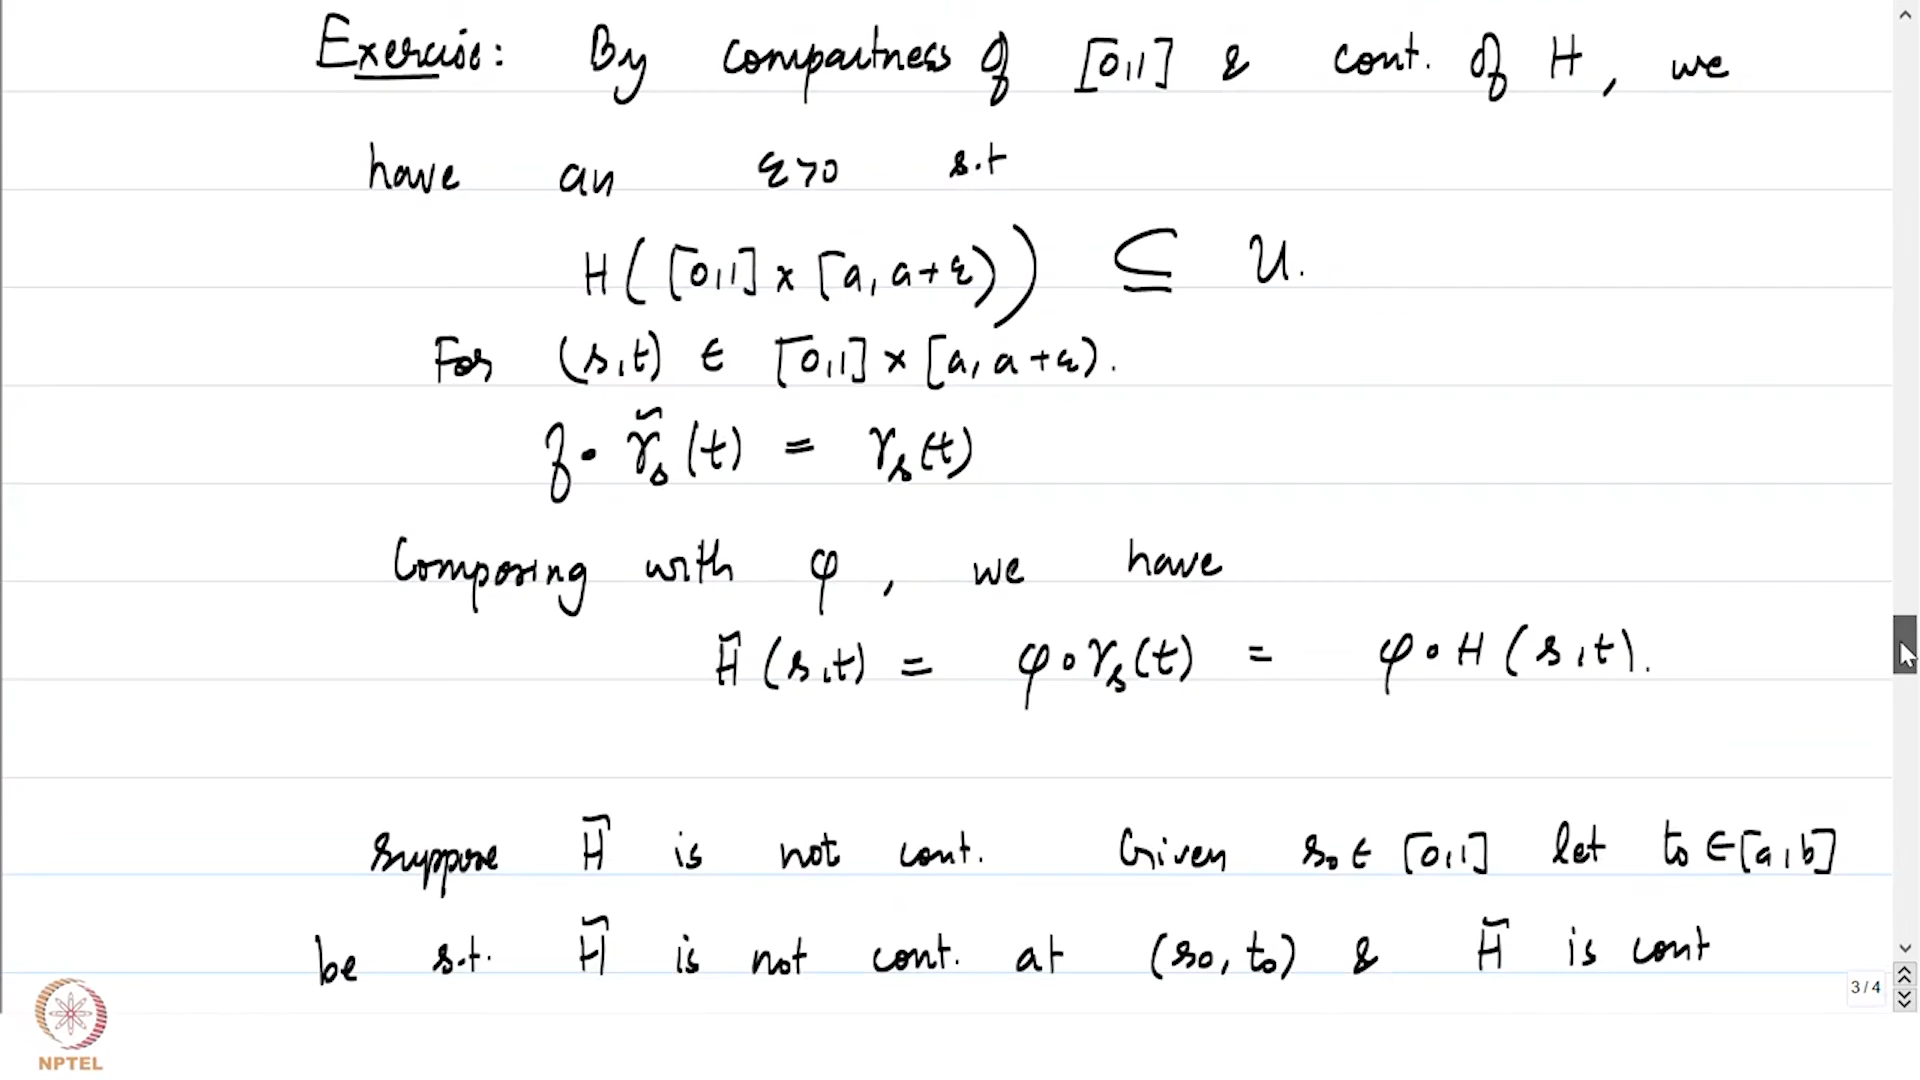 Exercise: By compactness of [0,1] & cont. of H, we
have an ε>0 s.t
H([0,1] × [a, a+ε)) ⊆ U.
For (s,t) ∈ [0,1] × [a, a+ε).
f∘γ̃ₛ(t) = γₛ(t)
Composing with φ, we have
H̃(s,t) = φ∘γₛ(t) = φ∘H(s,t).
Suppose H̃ is not cont. Given s₀ ∈ [0,1] let t₀ ∈ [a,b]
be s.t. H̃ is not cont. at (s₀, t₀) & H̃ is cont
3/4
NPTEL